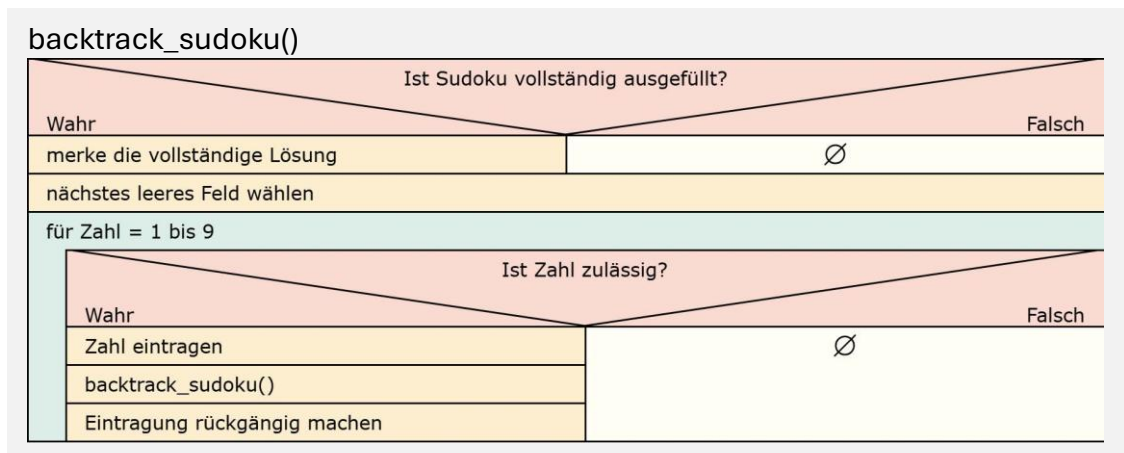 backtrack_sudoku()
Ist Sudoku vollständig ausgefüllt?
Wahr
Falsch
merke die vollständige Lösung
∅
nächstes leeres Feld wählen
für Zahl = 1 bis 9
Ist Zahl zulässig?
Wahr
Falsch
Zahl eintragen
∅
backtrack_sudoku()
Eintragung rückgängig machen